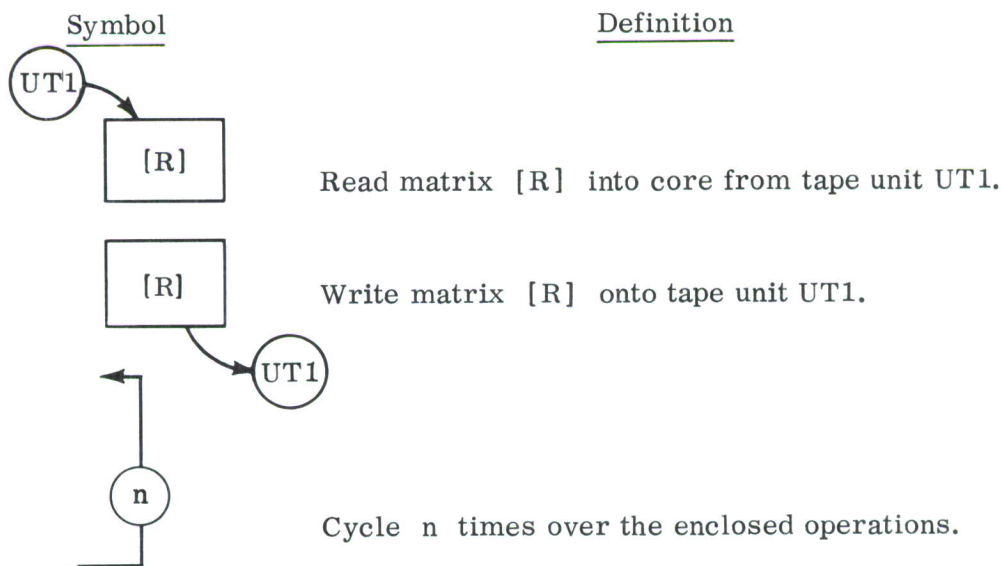 Symbol Definition
UT1
[R]
Read matrix [R] into core from tape unit UT1.
[R]
Write matrix [R] onto tape unit UT1.
UT1
n
Cycle n times over the enclosed operations.